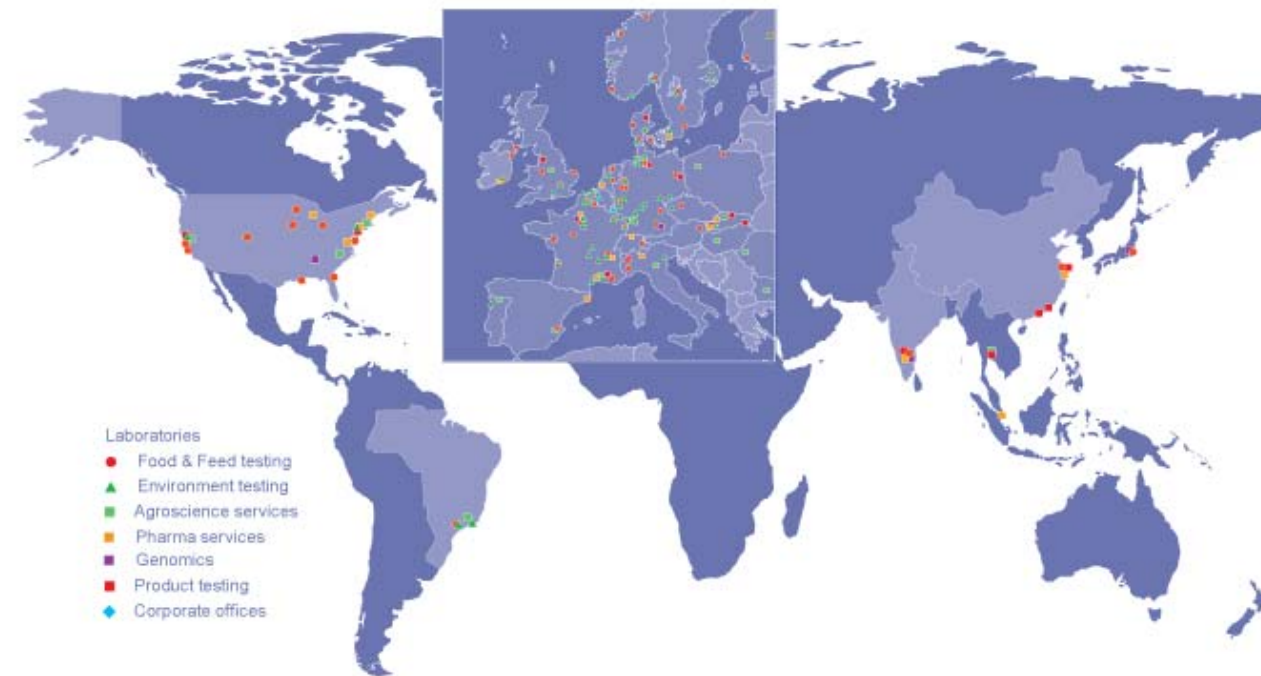 Laboratories
Food & Feed testing
Environment testing
Agroscience services
Pharma services
Genomics
Product testing
Corporate offices